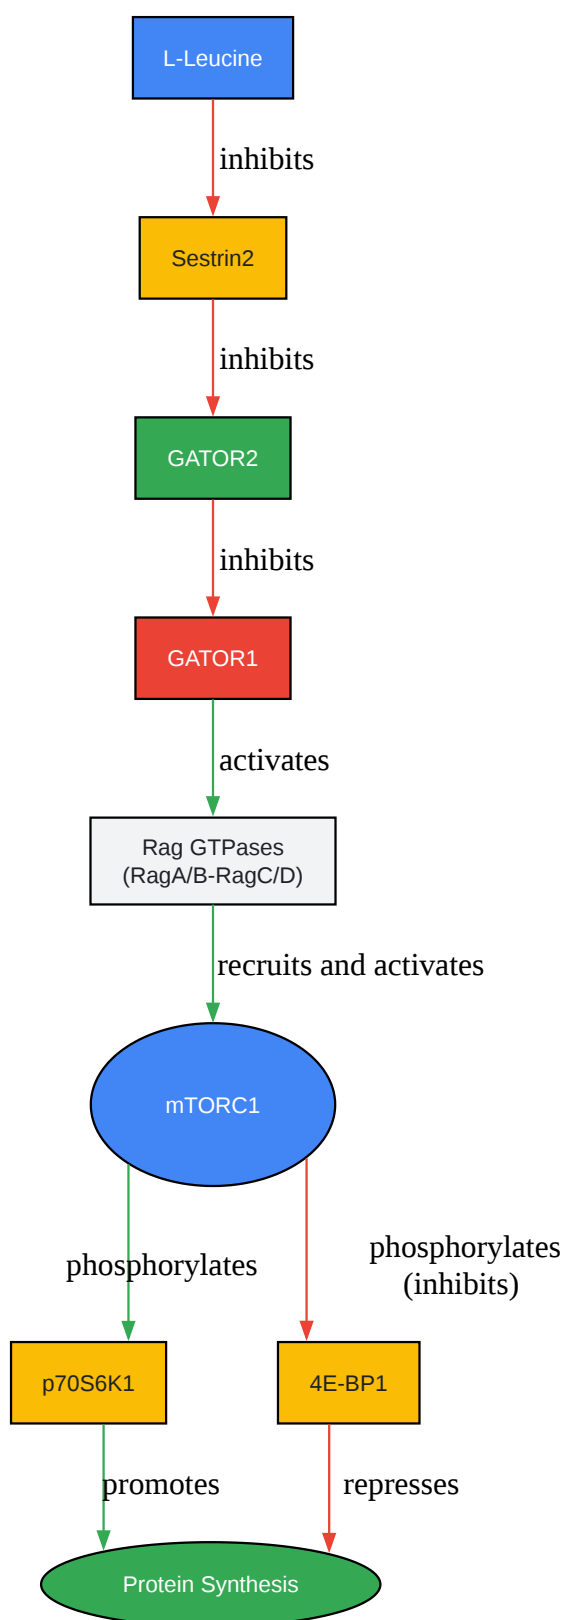 L-Leucine
inhibits
Sestrin2
inhibits
GATOR2
inhibits
GATOR1
activates
Rag GTPases
(RagA/B-RagC/D)
recruits and activates
mTORC1
phosphorylates
phosphorylates
(inhibits)
p70S6K1
4E-BP1
promotes
represses
Protein Synthesis